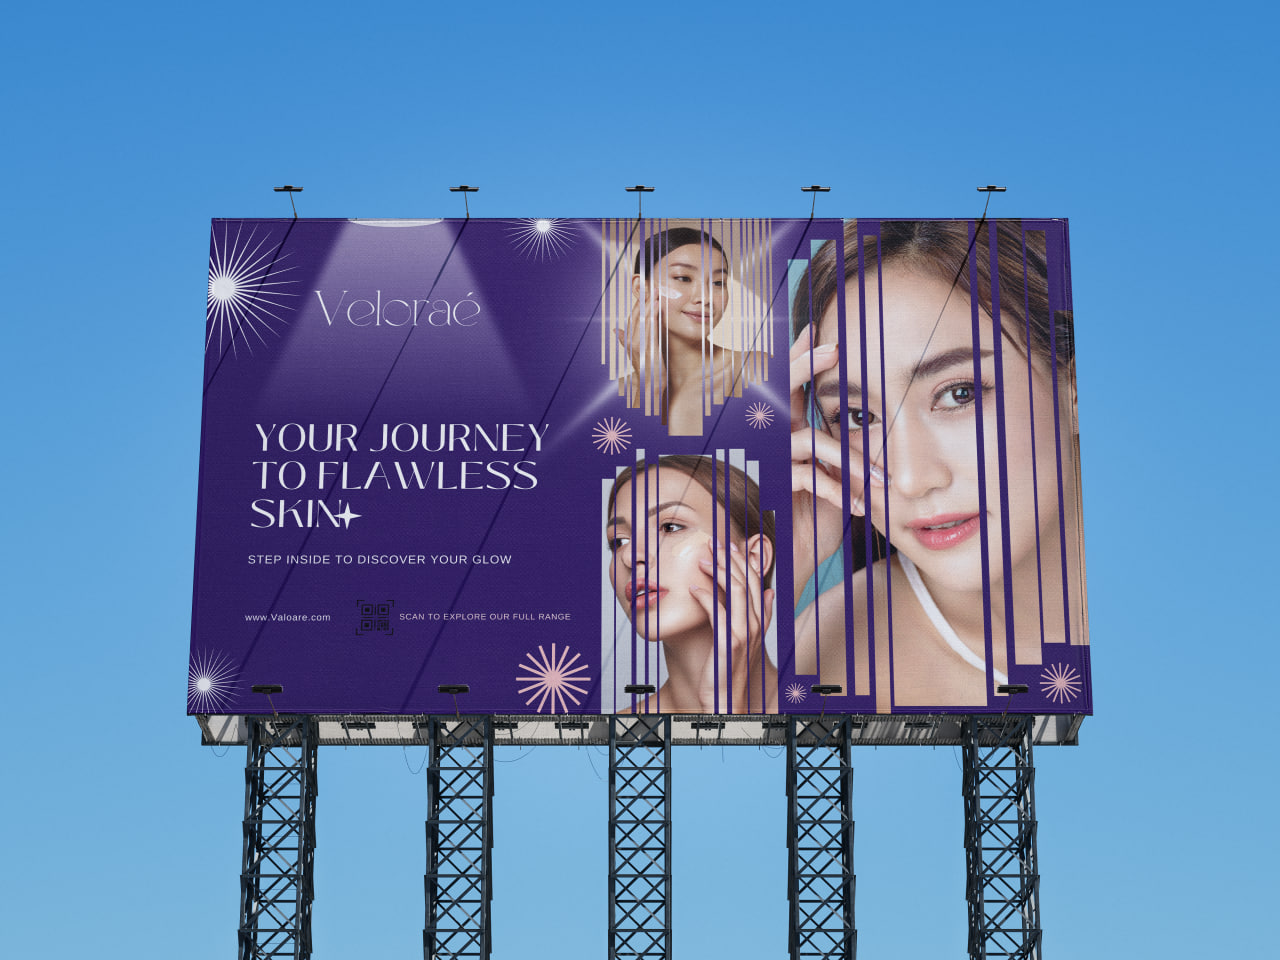 Veloraé
YOUR JOURNEY
TO FLAWLESS
SKIN
STEP INSIDE TO DISCOVER YOUR GLOW
www.Valoare.com
SCAN TO EXPLORE OUR FULL RANGE